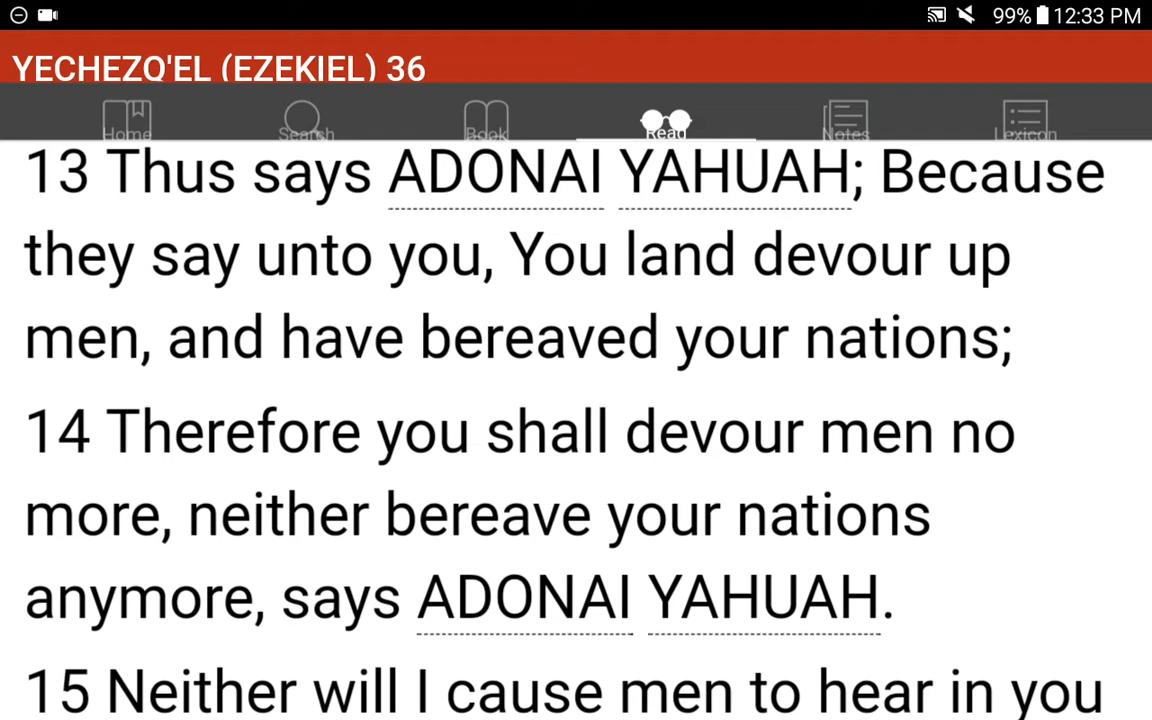 99% 12:33 PM
YECHEZQ'EL (EZEKIEL) 36
Home Search Book Read Notes Lexicon
13 Thus says ADONAI YAHUAH; Because
they say unto you, You land devour up
men, and have bereaved your nations;
14 Therefore you shall devour men no
more, neither bereave your nations
anymore, says ADONAI YAHUAH.
15 Neither will I cause men to hear in you